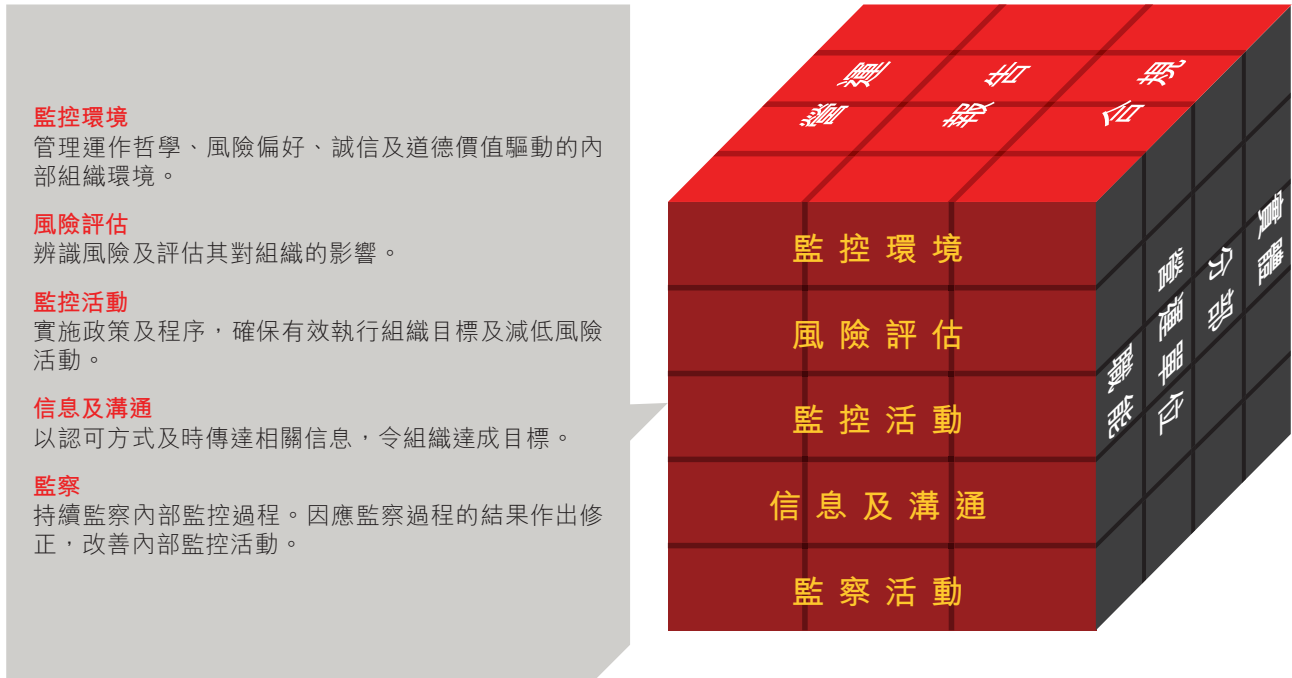 監控環境
管理運作哲學、風險偏好、誠信及道德價值驅動的內
部組織環境。
風險評估
辨識風險及評估其對組織的影響。
監控活動
實施政策及程序，確保有效執行組織目標及減低風險
活動。
信息及溝通
以認可方式及時傳達相關信息，令組織達成目標。
監察
持續監察內部監控過程。因應監察過程的結果作出修
正，改善內部監控活動。
營運
報告
合規
監控環境
風險評估
監控活動
信息及溝通
監察活動
職能
營運單位
分部
實體